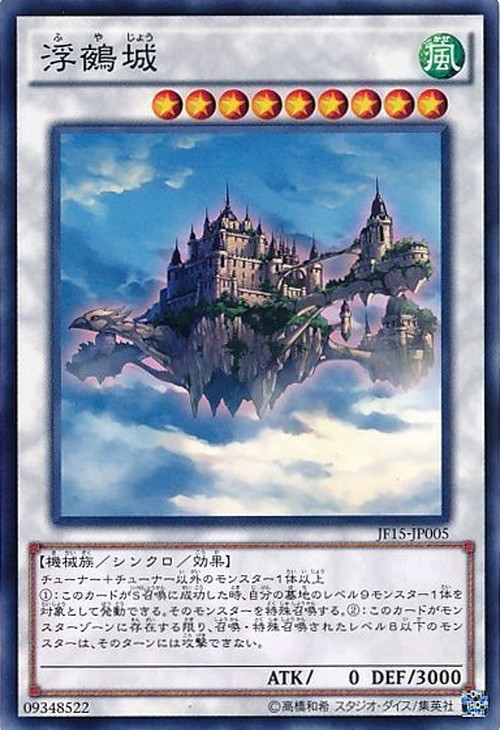 浮鵺城
風
JF15-JP005
【機械族/シンクロ/効果】
チューナー+チューナー以外のモンスター1体以上
①:このカードがS召喚に成功した時、自分の墓地のレベル9モンスター1体を
対象として発動できる。そのモンスターを特殊召喚する。②:このカードがモ
ンスターゾーンに存在する限り、召喚・特殊召喚されたレベル8以下のモン
スターは、そのターンには攻撃できない。
ATK/ 0 DEF/3000
09348522
©高橋和希 スタジオ・ダイス/集英社